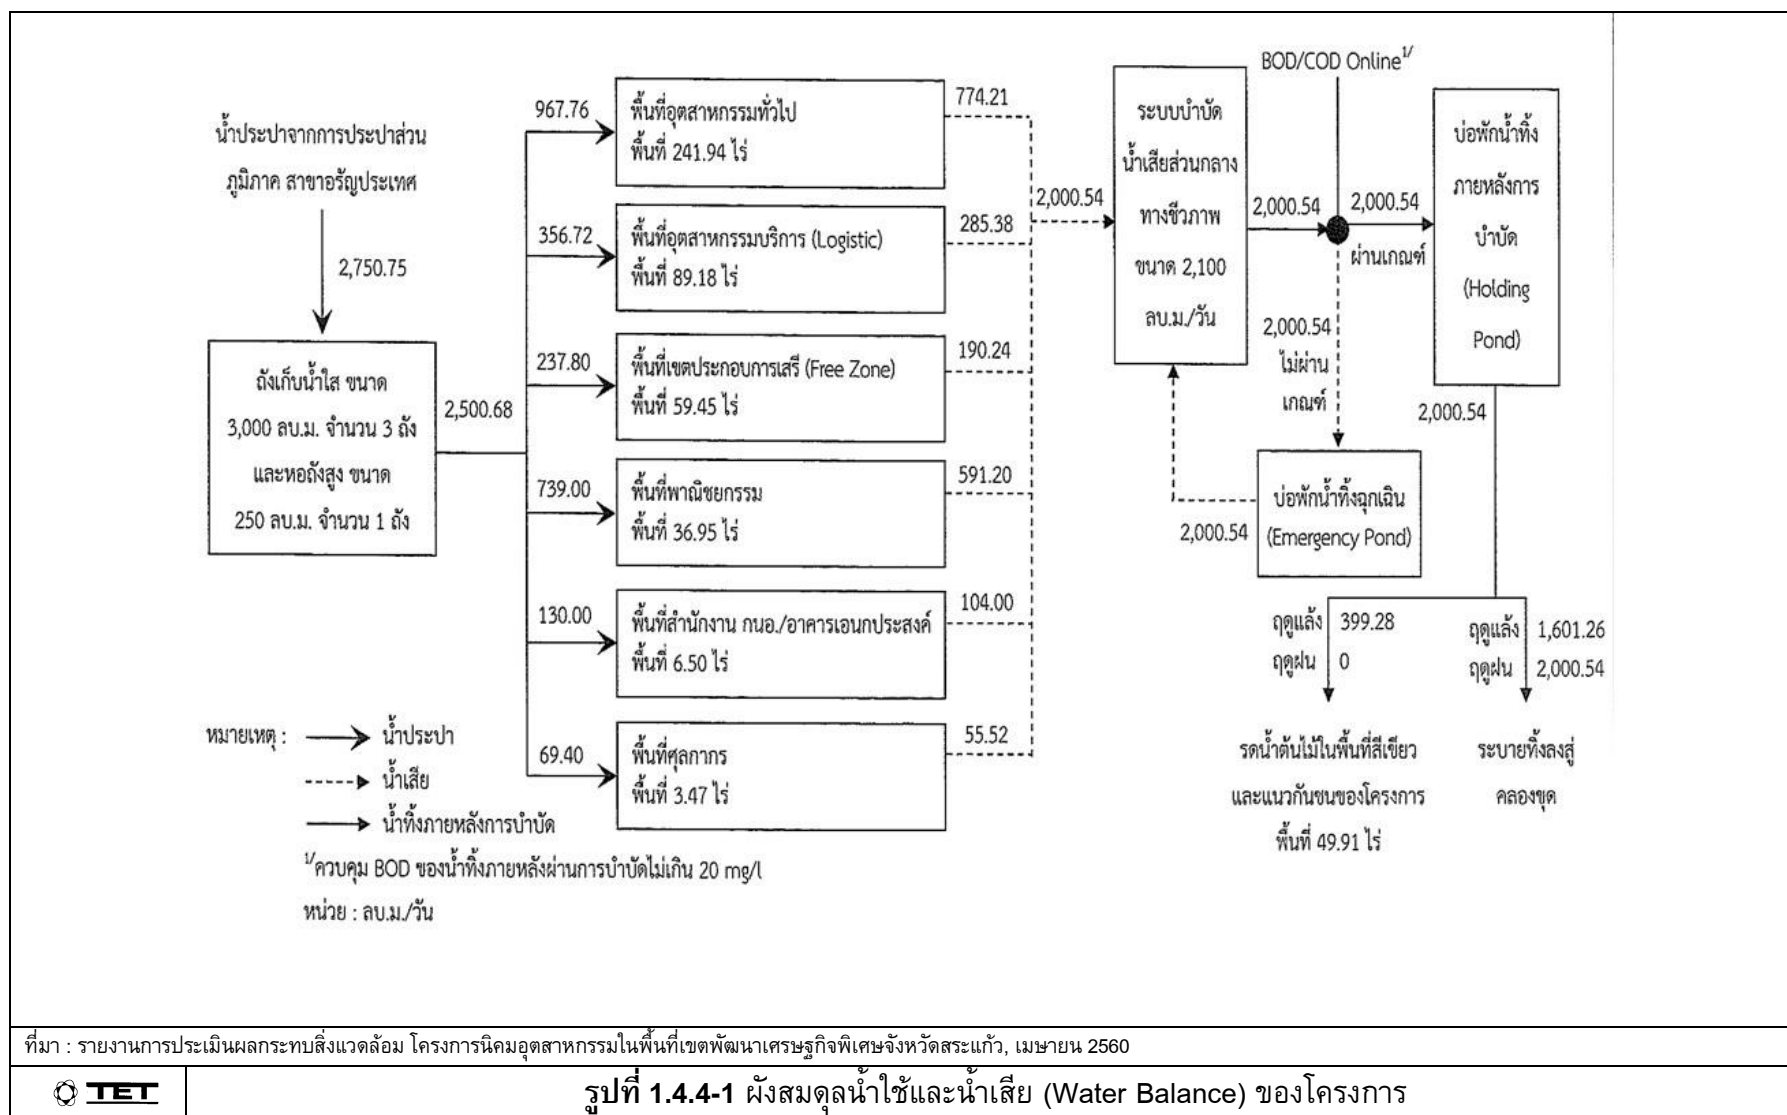 น้ำประปาจากการประปาส่วน
ภูมิภาค สาขาอรัญประเทศ
2,750.75
ถังเก็บน้ำใส ขนาด
3,000 ลบ.ม. จำนวน 3 ถัง
และหอถังสูง ขนาด
250 ลบ.ม. จำนวน 1 ถัง
2,500.68
967.76
พื้นที่อุตสาหกรรมทั่วไป
พื้นที่ 241.94 ไร่
774.21
356.72
พื้นที่อุตสาหกรรมบริการ (Logistic)
พื้นที่ 89.18 ไร่
285.38
237.80
พื้นที่เขตประกอบการเสรี (Free Zone)
พื้นที่ 59.45 ไร่
190.24
739.00
พื้นที่พาณิชยกรรม
พื้นที่ 36.95 ไร่
591.20
130.00
พื้นที่สำนักงาน กนอ./อาคารเอนกประสงค์
พื้นที่ 6.50 ไร่
104.00
69.40
พื้นที่ศุลกากร
พื้นที่ 3.47 ไร่
55.52
2,000.54
ระบบบำบัด
น้ำเสียส่วนกลาง
ทางชีวภาพ
ขนาด 2,100
ลบ.ม./วัน
BOD/COD Online1/
2,000.54
2,000.54
ผ่านเกณฑ์
บ่อพักน้ำทิ้ง
ภายหลังการ
บำบัด
(Holding
Pond)
2,000.54
ไม่ผ่าน
เกณฑ์
บ่อพักน้ำทิ้งฉุกเฉิน
(Emergency Pond)
2,000.54
2,000.54
ฤดูแล้ง 399.28
ฤดูฝน 0
ฤดูแล้ง 1,601.26
ฤดูฝน 2,000.54
รดน้ำต้นไม้ในพื้นที่สีเขียว
และแนวกันชนของโครงการ
พื้นที่ 49.91 ไร่
ระบายทิ้งลงสู่
คลองขุด
หมายเหตุ : น้ำประปา
น้ำเสีย
น้ำทิ้งภายหลังการบำบัด
1/ควบคุม BOD ของน้ำทิ้งภายหลังผ่านการบำบัดไม่เกิน 20 mg/l
หน่วย : ลบ.ม./วัน
ที่มา : รายงานการประเมินผลกระทบสิ่งแวดล้อม โครงการนิคมอุตสาหกรรมในพื้นที่เขตพัฒนาเศรษฐกิจพิเศษจังหวัดสระแก้ว, เมษายน 2560
TET
รูปที่ 1.4.4-1 ผังสมดุลน้ำใช้และน้ำเสีย (Water Balance) ของโครงการ